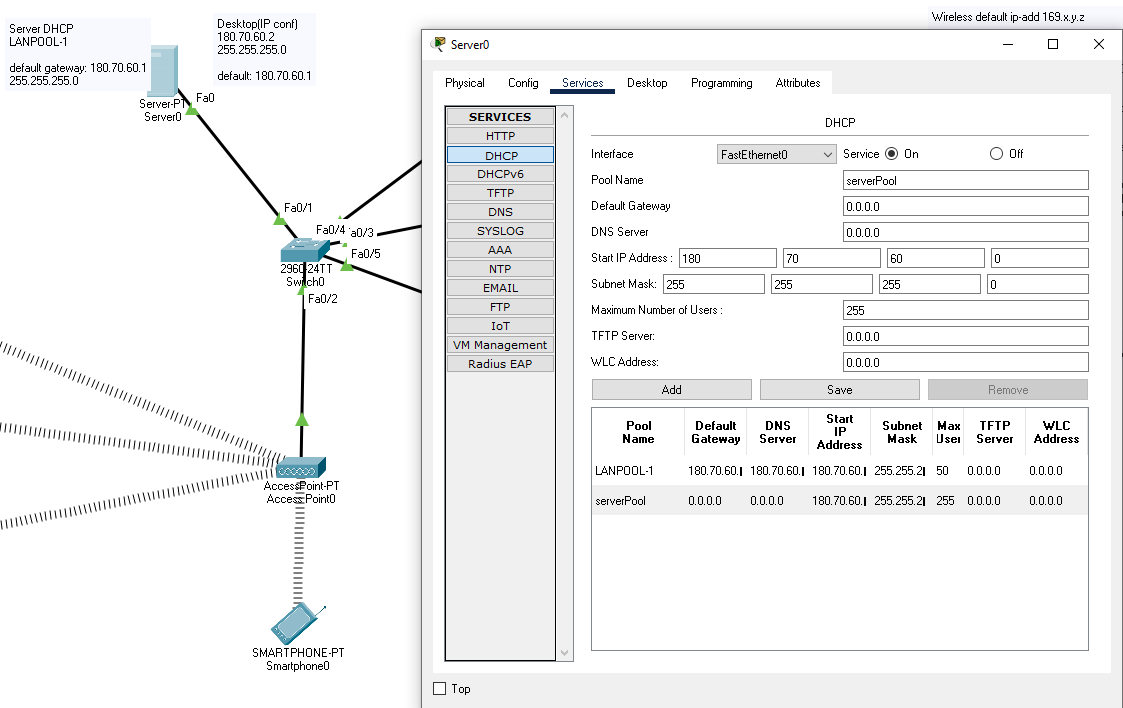 Wireless default ip-add 169.x.y.z
Server DHCP
LANPOOL-1
default gateway: 180.70.60.1
255.255.255.0
Desktop(IP conf)
180.70.60.2
255.255.255.0
default: 180.70.60.1
Server-PT
Server0
Fa0
Fa0/1
Fa0/4
a0/3
Fa0/5
2960-24TT
Switch0
Fa0/2
AccessPoint-PT
Access Point0
SMARTPHONE-PT
Smartphone0
Server0
Physical Config Services Desktop Programming Attributes
SERVICES
HTTP
DHCP
DHCPv6
TFTP
DNS
SYSLOG
AAA
NTP
EMAIL
FTP
IoT
VM Management
Radius EAP
DHCP
Interface FastEthernet0 Service On Off
Pool Name serverPool
Default Gateway 0.0.0.0
DNS Server 0.0.0.0
Start IP Address : 180 70 60 0
Subnet Mask: 255 255 255 0
Maximum Number of Users : 255
TFTP Server: 0.0.0.0
WLC Address: 0.0.0.0
Add Save Remove
Pool Name Default Gateway DNS Server Start IP Address Subnet Mask Max User TFTP Server WLC Address
LANPOOL-1 180.70.60. 180.70.60. 180.70.60. 255.255.2 50 0.0.0.0 0.0.0.0
serverPool 0.0.0.0 0.0.0.0 180.70.60. 255.255.2 255 0.0.0.0 0.0.0.0
Top